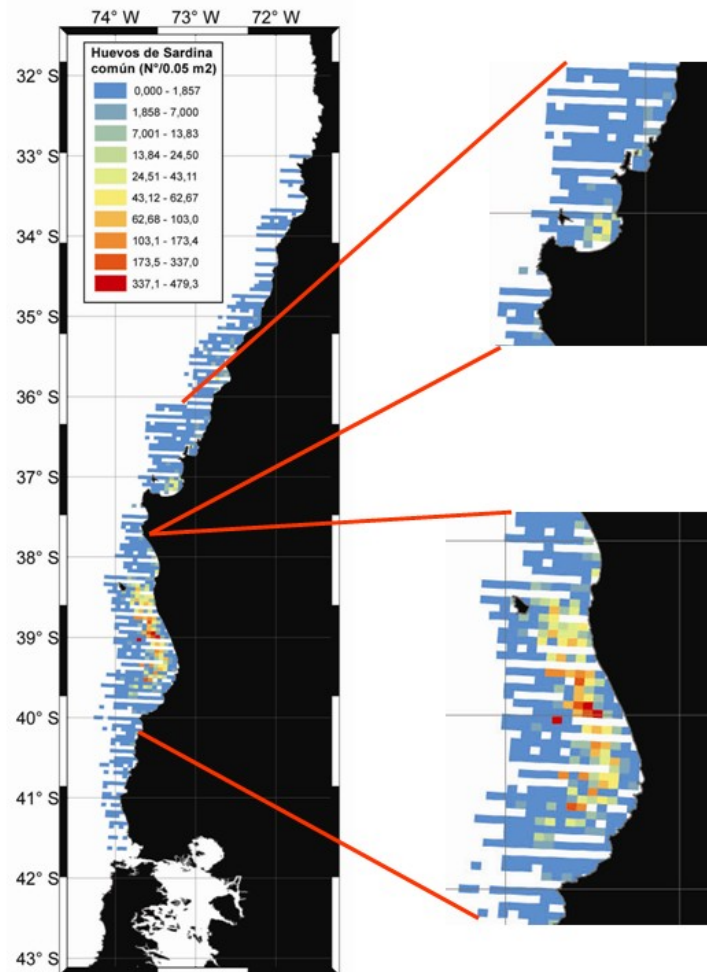 74° W 73° W 72° W
Huevos de Sardina
común (N°/0.05 m2)
0,000 - 1,857
1,858 - 7,000
7,001 - 13,83
13,84 - 24,50
24,51 - 43,11
43,12 - 62,67
62,68 - 103,0
103,1 - 173,4
173,5 - 337,0
337,1 - 479,3
32° S
33° S
34° S
35° S
36° S
37° S
38° S
39° S
40° S
41° S
42° S
43° S